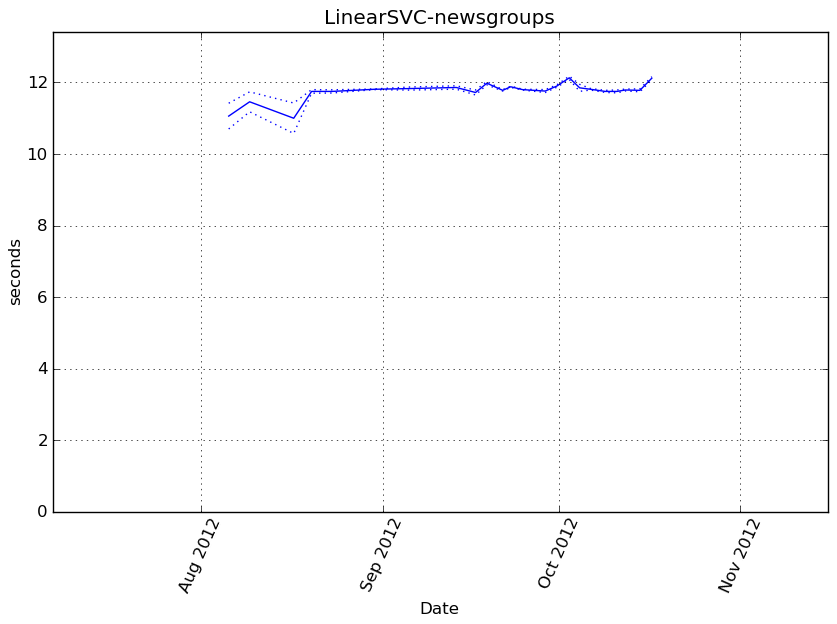 LinearSVC-newsgroups
12
10
8
6
4
2
0
seconds
Aug 2012
Sep 2012
Oct 2012
Nov 2012
Date